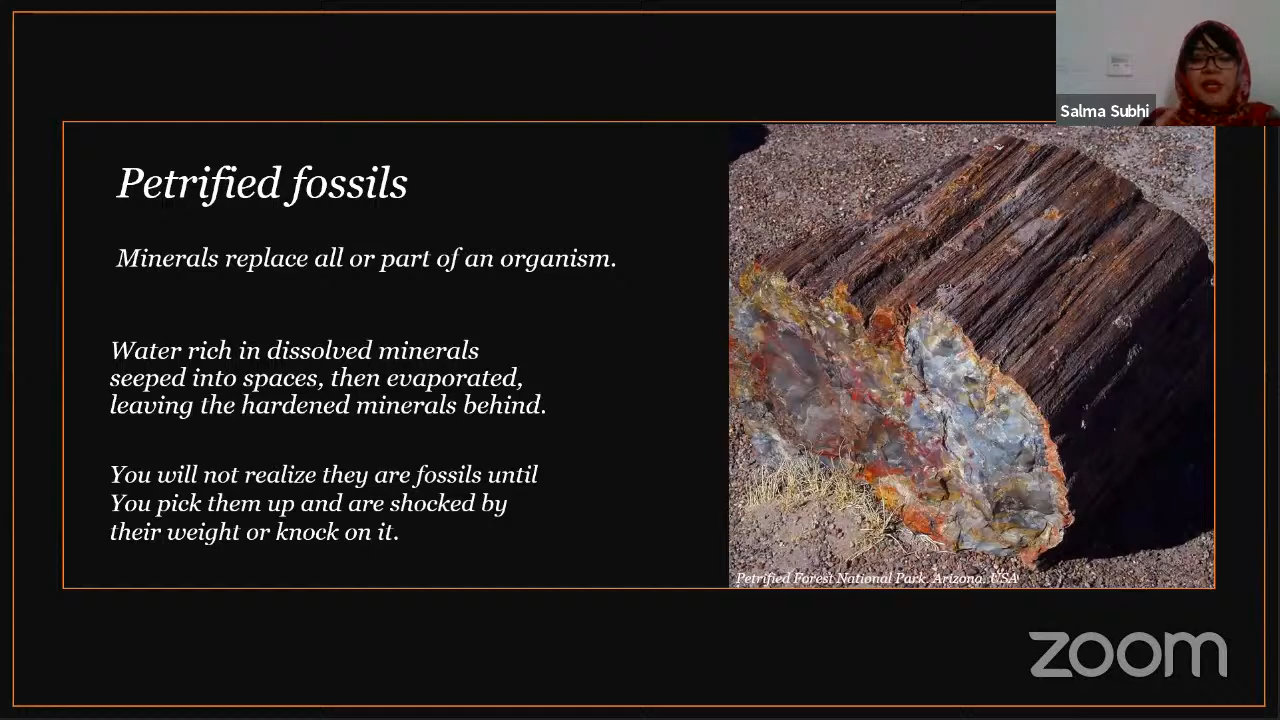 Salma Subhi
Petrified fossils
Minerals replace all or part of an organism.
Water rich in dissolved minerals
seeped into spaces, then evaporated,
leaving the hardened minerals behind.
You will not realize they are fossils until
You pick them up and are shocked by
their weight or knock on it.
Petrified Forest National Park, Arizona, USA
zoom